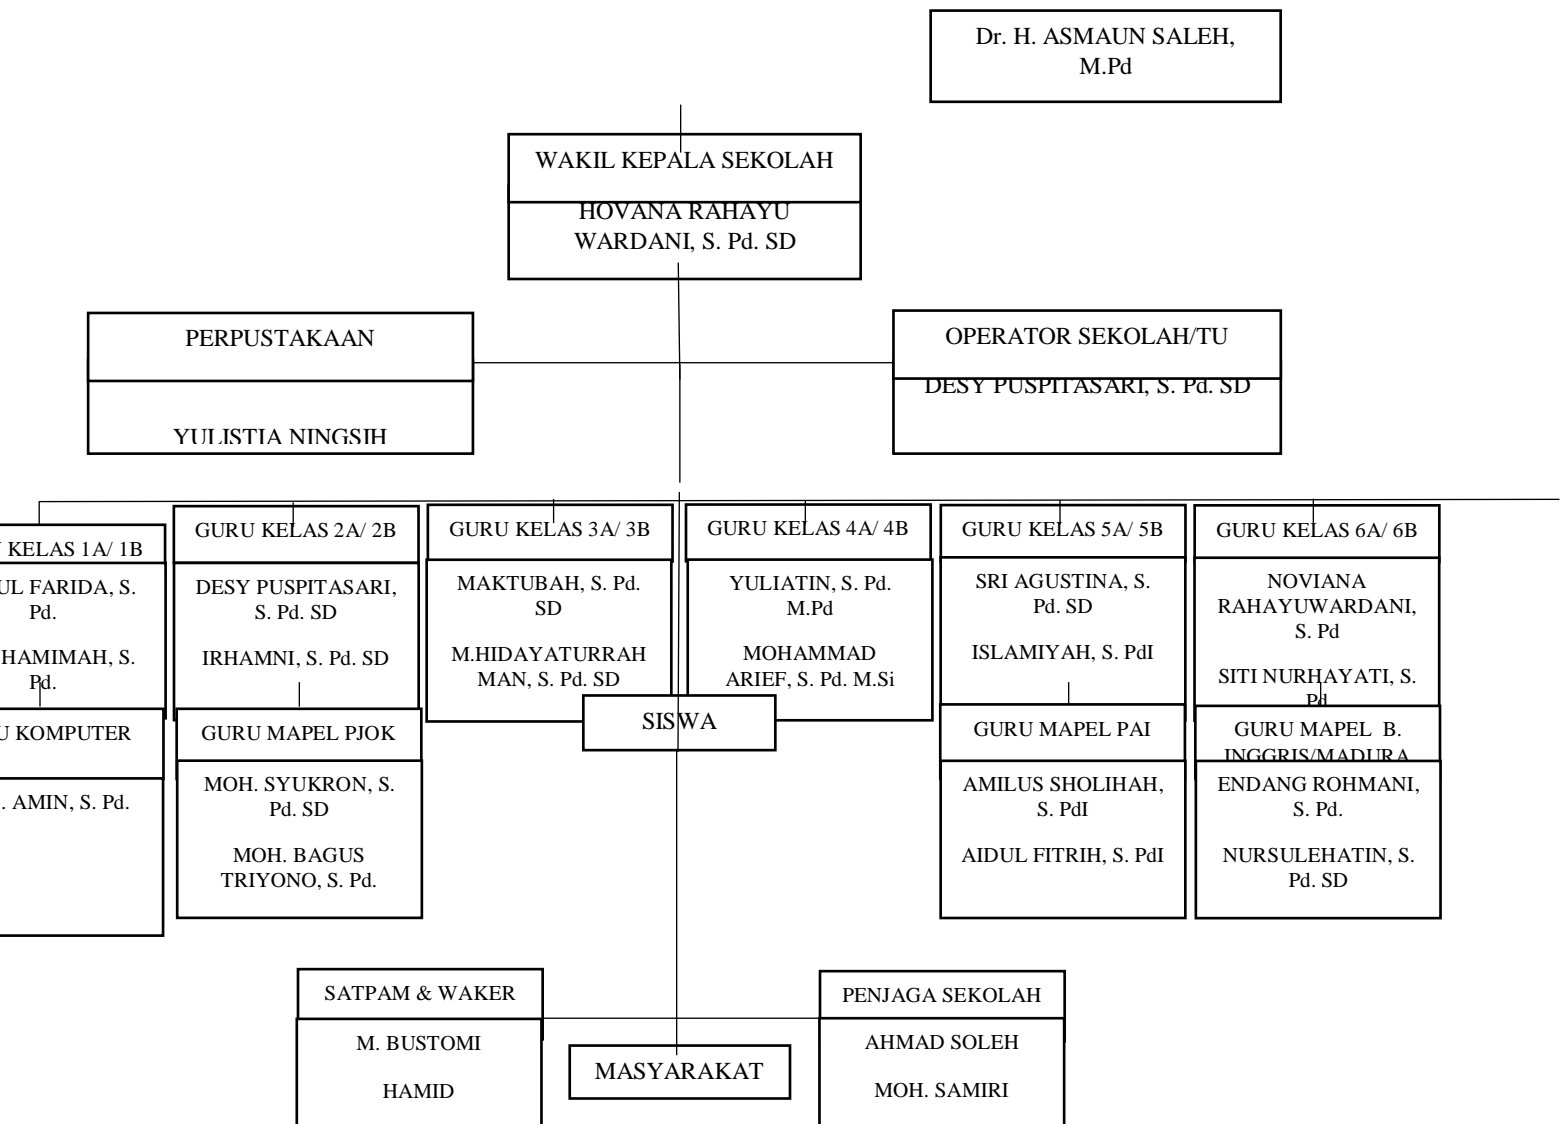 Dr. H. ASMAUN SALEH,
M.Pd
WAKIL KEPALA SEKOLAH
HOVANA RAHAYU
WARDANI, S. Pd. SD
PERPUSTAKAAN
YULISTIA NINGSIH
OPERATOR SEKOLAH/TU
DESY PUSPITASARI, S. Pd. SD
KELAS 1A/ 1B
FARIDA, S.
Pd.
HAMIMAH, S.
Pd.
GURU KELAS 2A/ 2B
DESY PUSPITASARI,
S. Pd. SD
IRHAMNI, S. Pd. SD
GURU KELAS 3A/ 3B
MAKTUBAH, S. Pd.
SD
M.HIDAYATURRAH
MAN, S. Pd. SD
GURU KELAS 4A/ 4B
YULIATIN, S. Pd.
M.Pd
MOHAMMAD
ARIEF, S. Pd. M.Si
GURU KELAS 5A/ 5B
SRI AGUSTINA, S.
Pd. SD
ISLAMIYAH, S. PdI
GURU KELAS 6A/ 6B
NOVIANA
RAHAYUWARDANI,
S. Pd
SITI NURHAYATI, S.
Pd
SISWA
KOMPUTER
AMIN, S. Pd.
GURU MAPEL PJOK
MOH. SYUKRON, S.
Pd. SD
MOH. BAGUS
TRIYONO, S. Pd.
GURU MAPEL PAI
AMILUS SHOLIHAH,
S. PdI
AIDUL FITRIH, S. PdI
GURU MAPEL  B.
INGGRIS/MADURA
ENDANG ROHMANI,
S. Pd.
NURSULEHATIN, S.
Pd. SD
SATPAM & WAKER
M. BUSTOMI
HAMID
MASYARAKAT
PENJAGA SEKOLAH
AHMAD SOLEH
MOH. SAMIRI